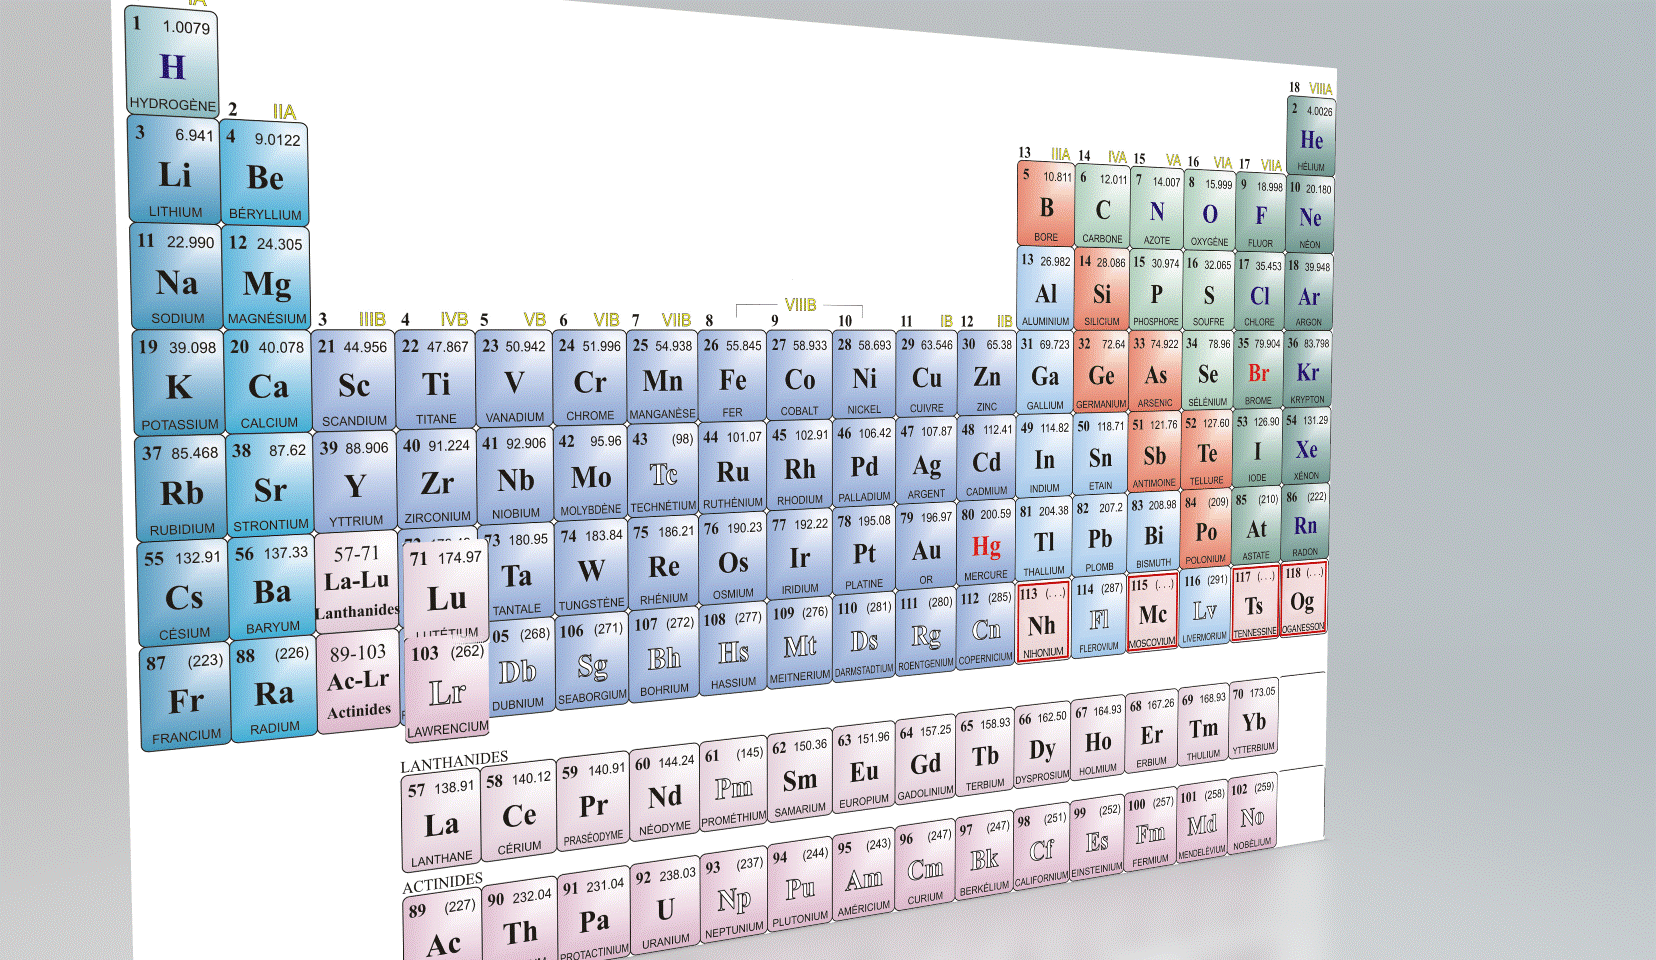 IA
1 1.0079 H HYDROGÈNE
18 VIIIA
2 4.0026 He HÉLIUM
2 IIA
13 IIIA 14 IVA 15 VA 16 VIA 17 VIIA
3 6.941 Li LITHIUM
4 9.0122 Be BÉRYLLIUM
5 10.811 B BORE
6 12.011 C CARBONE
7 14.007 N AZOTE
8 15.999 O OXYGÈNE
9 18.998 F FLUOR
10 20.180 Ne NÉON
11 22.990 Na SODIUM
12 24.305 Mg MAGNÉSIUM
13 26.982 Al ALUMINIUM
14 28.086 Si SILICIUM
15 30.974 P PHOSPHORE
16 32.065 S SOUFRE
17 35.453 Cl CHLORE
18 39.948 Ar ARGON
3 IIIB 4 IVB 5 VB 6 VIB 7 VIIB 8 9 VIIIB 10 11 IB 12 IIB
19 39.098 K POTASSIUM
20 40.078 Ca CALCIUM
21 44.956 Sc SCANDIUM
22 47.867 Ti TITANE
23 50.942 V VANADIUM
24 51.996 Cr CHROME
25 54.938 Mn MANGANÈSE
26 55.845 Fe FER
27 58.933 Co COBALT
28 58.693 Ni NICKEL
29 63.546 Cu CUIVRE
30 65.38 Zn ZINC
31 69.723 Ga GALLIUM
32 72.64 Ge GERMANIUM
33 74.922 As ARSENIC
34 78.96 Se SÉLÉNIUM
35 79.904 Br BROME
36 83.798 Kr KRYPTON
37 85.468 Rb RUBIDIUM
38 87.62 Sr STRONTIUM
39 88.906 Y YTTRIUM
40 91.224 Zr ZIRCONIUM
41 92.906 Nb NIOBIUM
42 95.96 Mo MOLYBDÈNE
43 (98) Tc TECHNÉTIUM
44 101.07 Ru RUTHÉNIUM
45 102.91 Rh RHODIUM
46 106.42 Pd PALLADIUM
47 107.87 Ag ARGENT
48 112.41 Cd CADMIUM
49 114.82 In INDIUM
50 118.71 Sn ETAIN
51 121.76 Sb ANTIMOINE
52 127.60 Te TELLURE
53 126.90 I IODE
54 131.29 Xe XÉNON
55 132.91 Cs CÉSIUM
56 137.33 Ba BARYUM
57-71 La-Lu Lanthanides
71 174.97 Lu LUTÉTIUM
73 180.95 Ta TANTALE
74 183.84 W TUNGSTÈNE
75 186.21 Re RHÉNIUM
76 190.23 Os OSMIUM
77 192.22 Ir IRIDIUM
78 195.08 Pt PLATINE
79 196.97 Au OR
80 200.59 Hg MERCURE
81 204.38 Tl THALLIUM
82 207.2 Pb PLOMB
83 208.98 Bi BISMUTH
84 (209) Po POLONIUM
85 (210) At ASTATE
86 (222) Rn RADON
87 (223) Fr FRANCIUM
88 (226) Ra RADIUM
89-103 Ac-Lr Actinides
103 (262) Lr LAWRENCIUM
05 (268) Db DUBNIUM
106 (271) Sg SEABORGIUM
107 (272) Bh BOHRIUM
108 (277) Hs HASSIUM
109 (276) Mt MEITNERIUM
110 (281) Ds DARMSTADTIUM
111 (280) Rg ROENTGENIUM
112 (285) Cn COPERNICIUM
113 (...) Nh NIHONIUM
114 (287) Fl FLEROVIUM
115 (...) Mc MOSCOVIUM
116 (291) Lv LIVERMORIUM
117 (...) Ts TENNESSINE
118 (...) Og OGANESSON
LANTHANIDES
57 138.91 La LANTHANE
58 140.12 Ce CÉRIUM
59 140.91 Pr PRASÉODYME
60 144.24 Nd NÉODYME
61 (145) Pm PROMÉTHIUM
62 150.36 Sm SAMARIUM
63 151.96 Eu EUROPIUM
64 157.25 Gd GADOLINIUM
65 158.93 Tb TERBIUM
66 162.50 Dy DYSPROSIUM
67 164.93 Ho HOLMIUM
68 167.26 Er ERBIUM
69 168.93 Tm THULIUM
70 173.05 Yb YTTERBIUM
ACTINIDES
89 (227) Ac
90 232.04 Th
91 231.04 Pa PROTACTINIUM
92 238.03 U URANIUM
93 (237) Np NEPTUNIUM
94 (244) Pu PLUTONIUM
95 (243) Am AMÉRICIUM
96 (247) Cm CURIUM
97 (247) Bk BERKÉLIUM
98 (251) Cf CALIFORNIUM
99 (252) Es EINSTEINIUM
100 (257) Fm FERMIUM
101 (258) Md MENDELÉVIUM
102 (259) No NOBÉLIUM